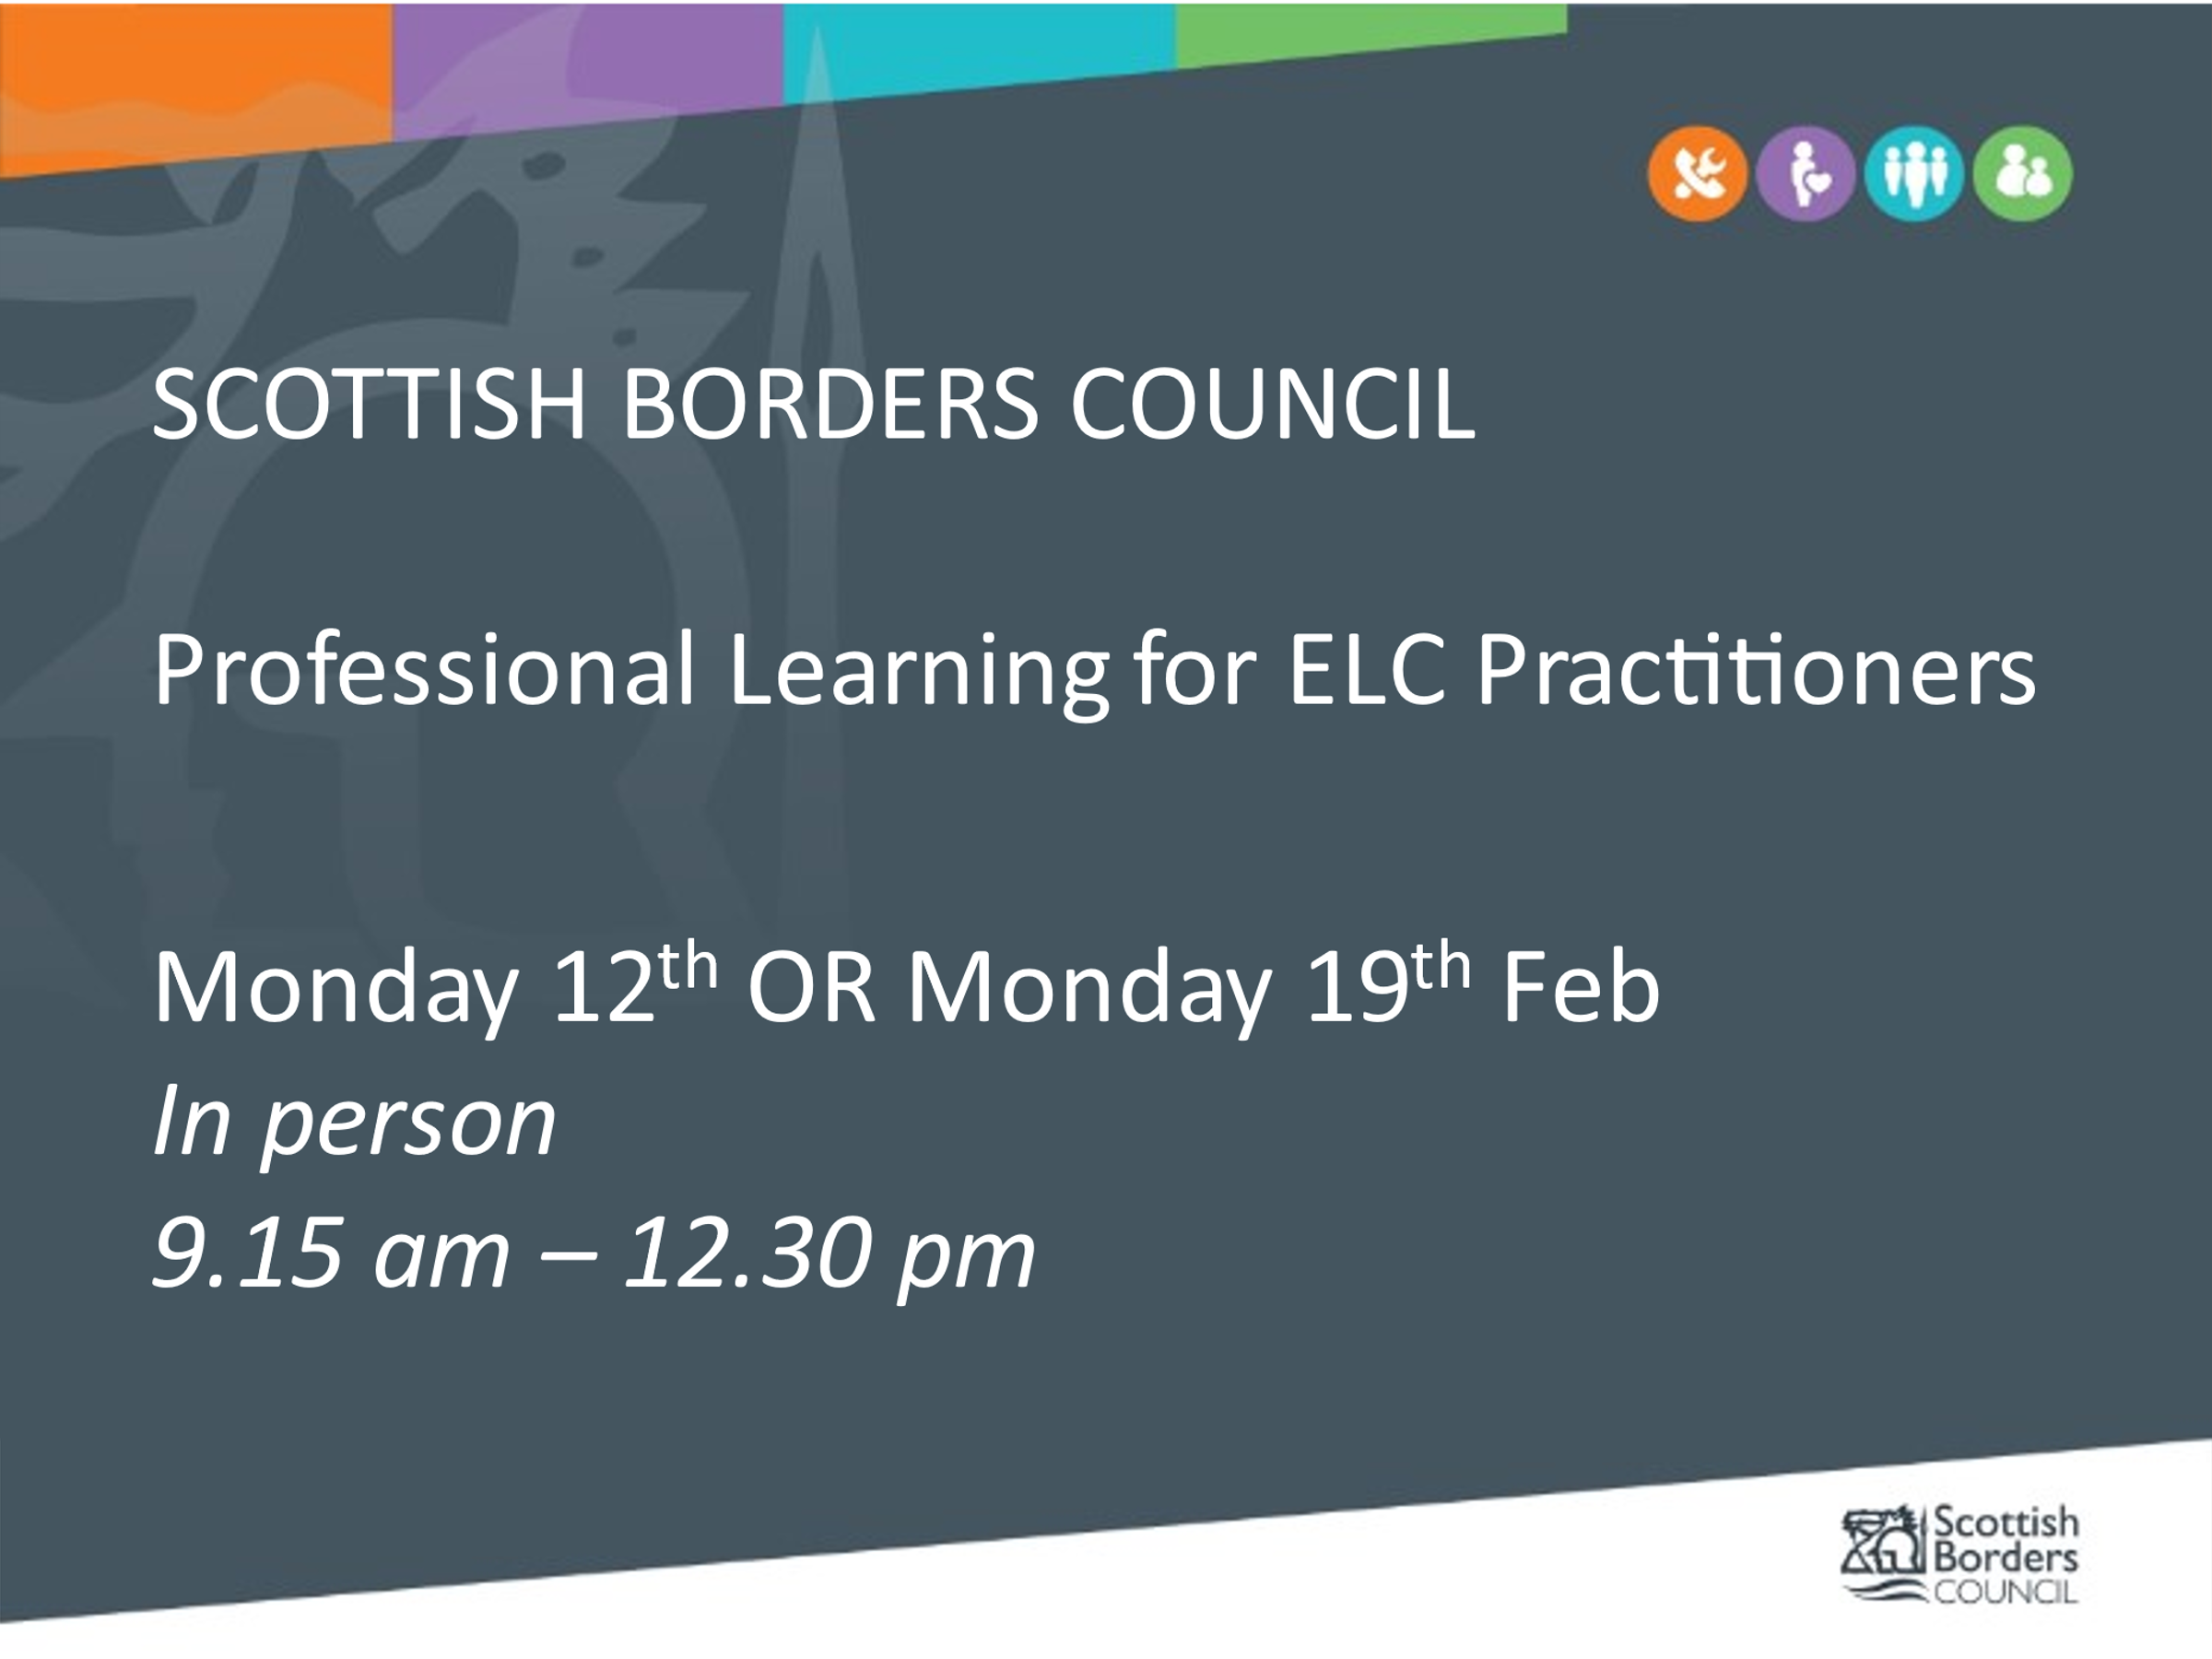 SCOTTISH BORDERS COUNCIL
Professional Learning for ELC Practitioners
Monday 12th OR Monday 19th Feb
In person
9.15 am – 12.30 pm
Scottish
Borders
COUNCIL